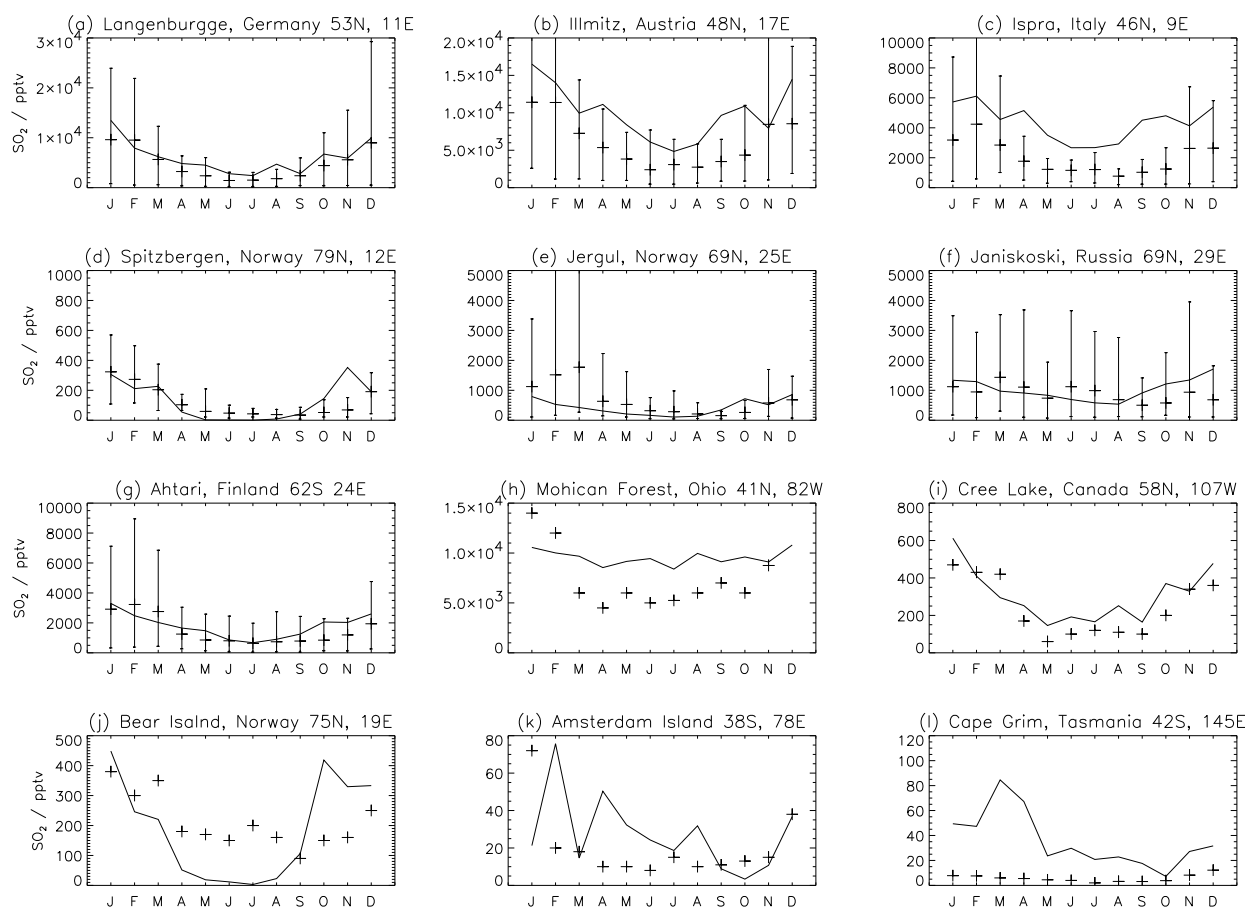 (a) Langenburgge, Germany 53N, 11E
(b) Illmitz, Austria 48N, 17E
(c) Ispra, Italy 46N, 9E
SO2 / pptv
3×10^4
1×10^4
0
J F M A M J J A S O N D
2.0×10^4
1.5×10^4
1.0×10^4
5.0×10^3
0
J F M A M J J A S O N D
10000
8000
6000
4000
2000
0
J F M A M J J A S O N D
(d) Spitzbergen, Norway 79N, 12E
(e) Jergul, Norway 69N, 25E
(f) Janiskoski, Russia 69N, 29E
SO2 / pptv
1000
800
600
400
200
0
J F M A M J J A S O N D
5000
4000
3000
2000
1000
0
J F M A M J J A S O N D
5000
4000
3000
2000
1000
0
J F M A M J J A S O N D
(g) Ahtari, Finland 62S 24E
(h) Mohican Forest, Ohio 41N, 82W
(i) Cree Lake, Canada 58N, 107W
SO2 / pptv
10000
8000
6000
4000
2000
0
J F M A M J J A S O N D
1.5×10^4
1.0×10^4
5.0×10^3
0
J F M A M J J A S O N D
800
600
400
200
0
J F M A M J J A S O N D
(j) Bear Isalnd, Norway 75N, 19E
(k) Amsterdam Island 38S, 78E
(l) Cape Grim, Tasmania 42S, 145E
SO2 / pptv
500
400
300
200
100
0
J F M A M J J A S O N D
80
60
40
20
0
J F M A M J J A S O N D
120
100
80
60
40
20
0
J F M A M J J A S O N D